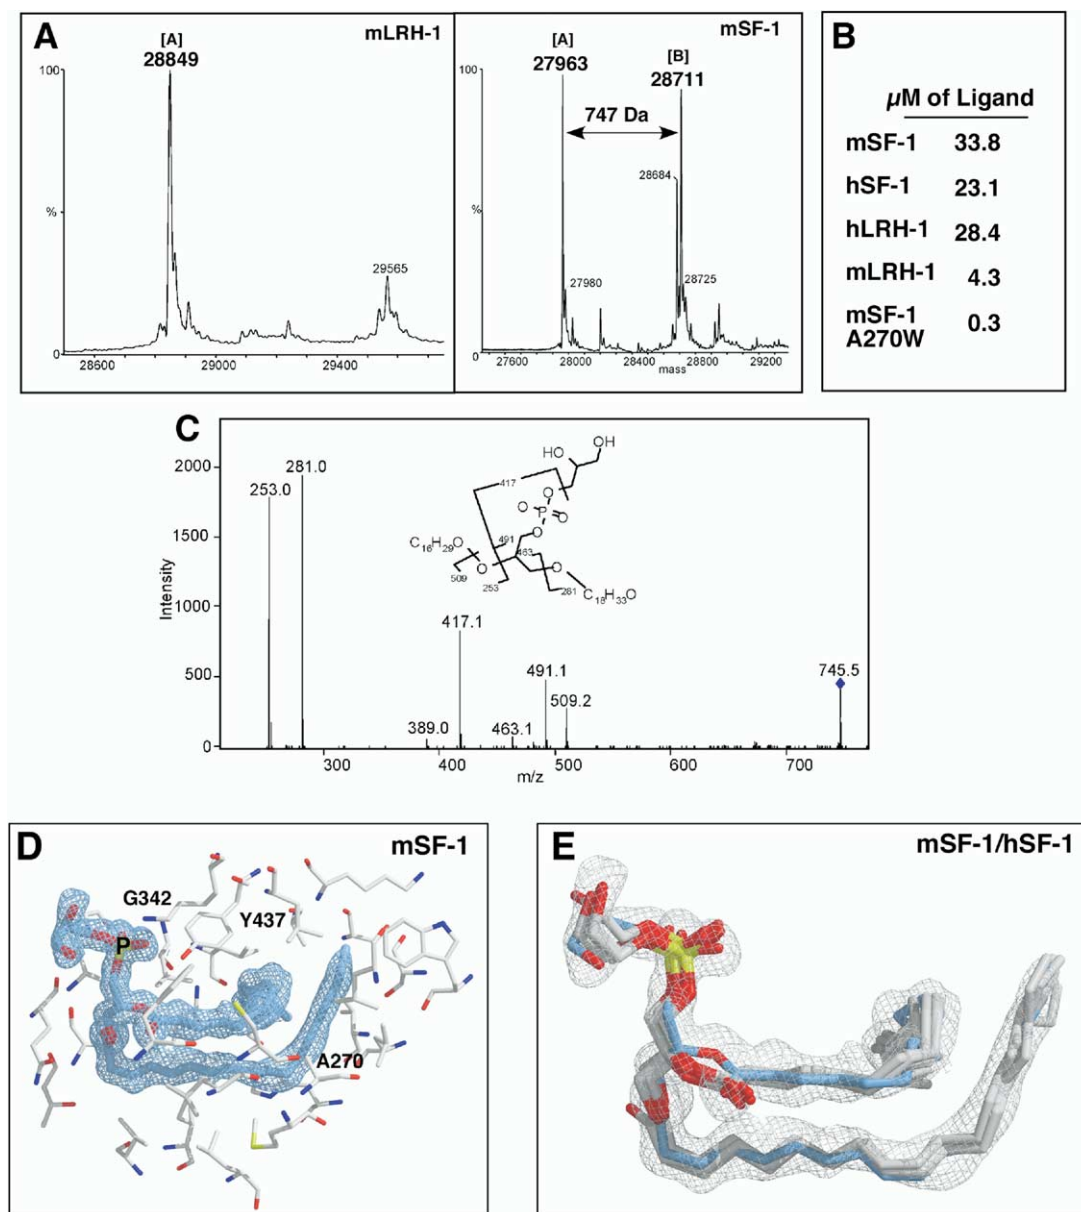 A
mLRH-1
[A]
28849
100
%
0
29565
28600
29000
29400
mSF-1
[A]
27963
[B]
28711
100
747 Da
28684
%
27980
28725
0
27600
28000
28400
28800
29200
mass
B
µM of Ligand
mSF-1 33.8
hSF-1 23.1
hLRH-1 28.4
mLRH-1 4.3
mSF-1
A270W 0.3
C
2000
1500
1000
500
0
Intensity
253.0
281.0
389.0
417.1
463.1
491.1
509.2
745.5
HO
OH
417
O
O
P
O
O
C16H29O
491
463
O
O
509
253
281
C18H33O
300
400
500
600
700
m/z
D
mSF-1
G342
Y437
P
A270
E
mSF-1/hSF-1